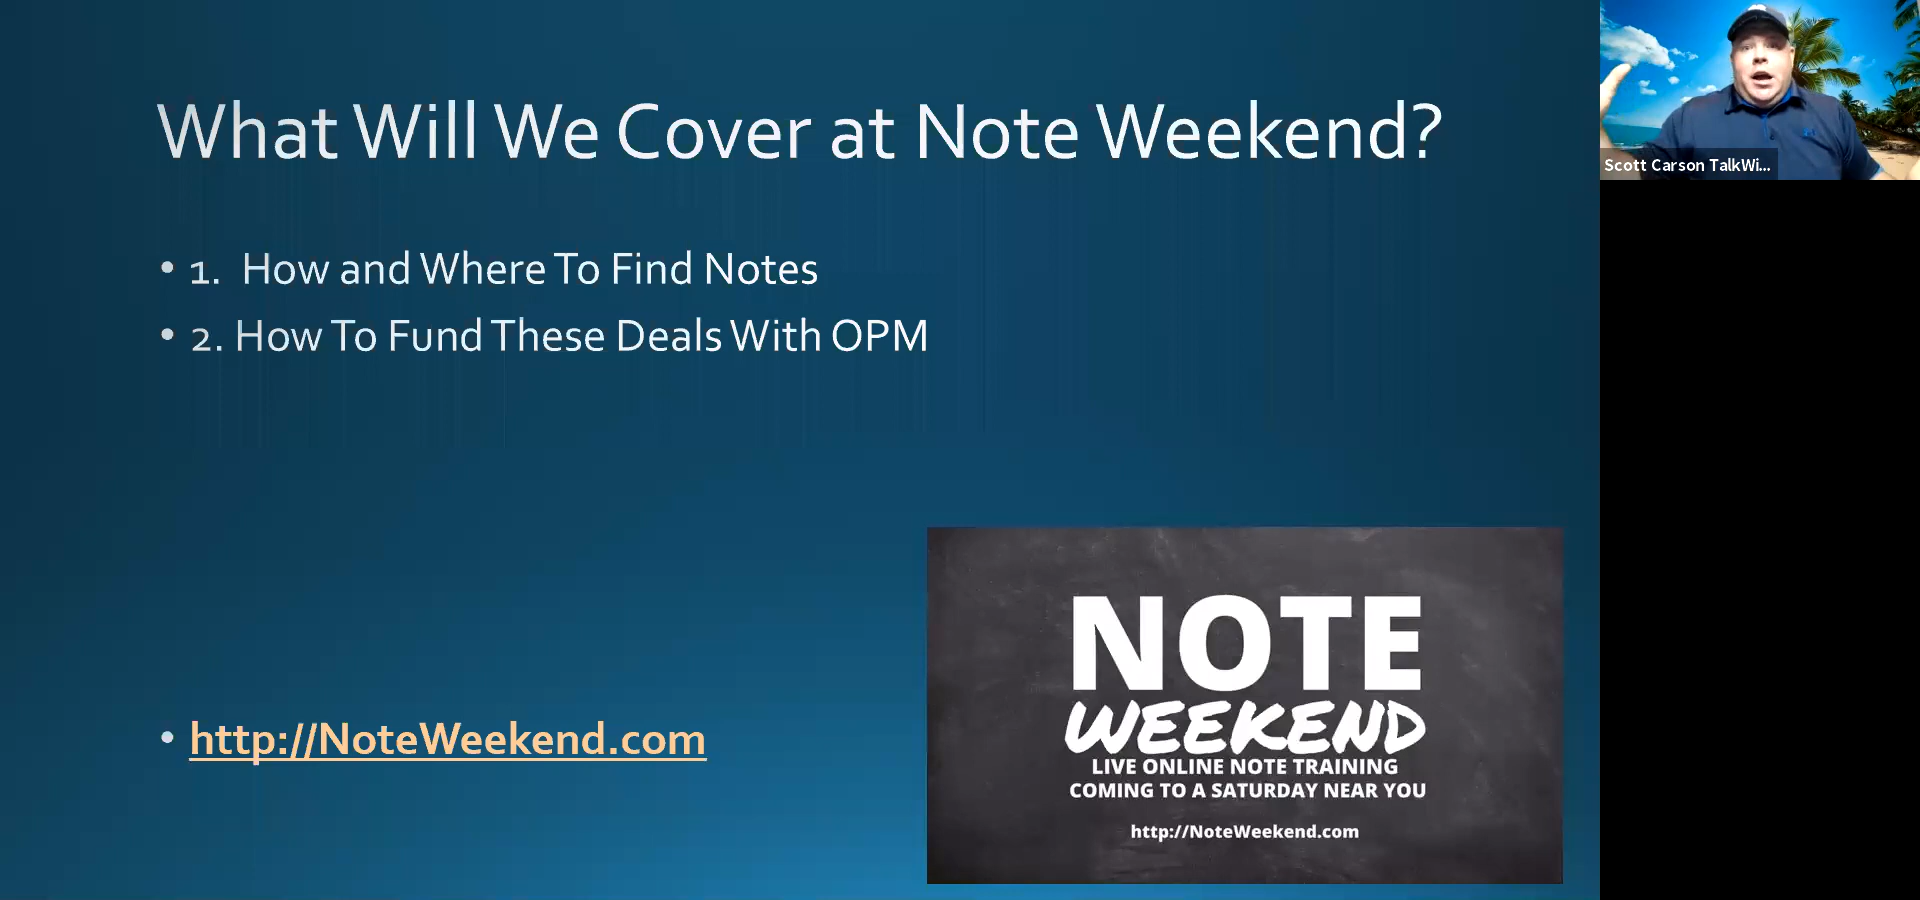 What Will We Cover at Note Weekend?
• 1. How and Where To Find Notes
• 2. How To Fund These Deals With OPM
• http://NoteWeekend.com
NOTE
WEEKEND
LIVE ONLINE NOTE TRAINING
COMING TO A SATURDAY NEAR YOU
http://NoteWeekend.com
Scott Carson TalkWi...